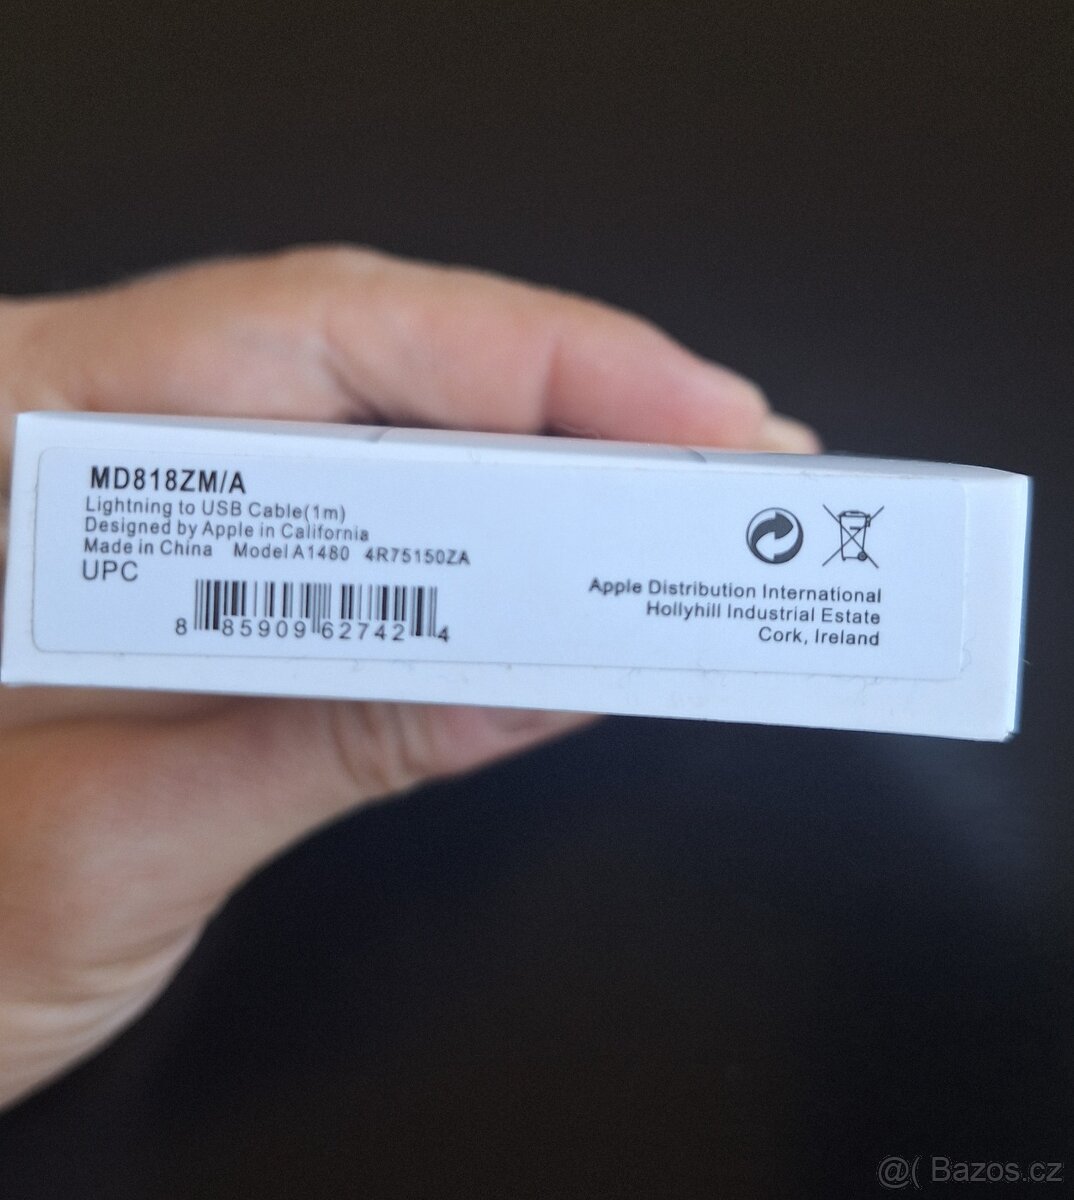 MD818ZM/A
Lightning to USB Cable(1m)
Designed by Apple in California
Made in China Model A1480 4R75150ZA
UPC
8 85909 62742 4
Apple Distribution International
Hollyhill Industrial Estate
Cork, Ireland
@( Bazos.cz